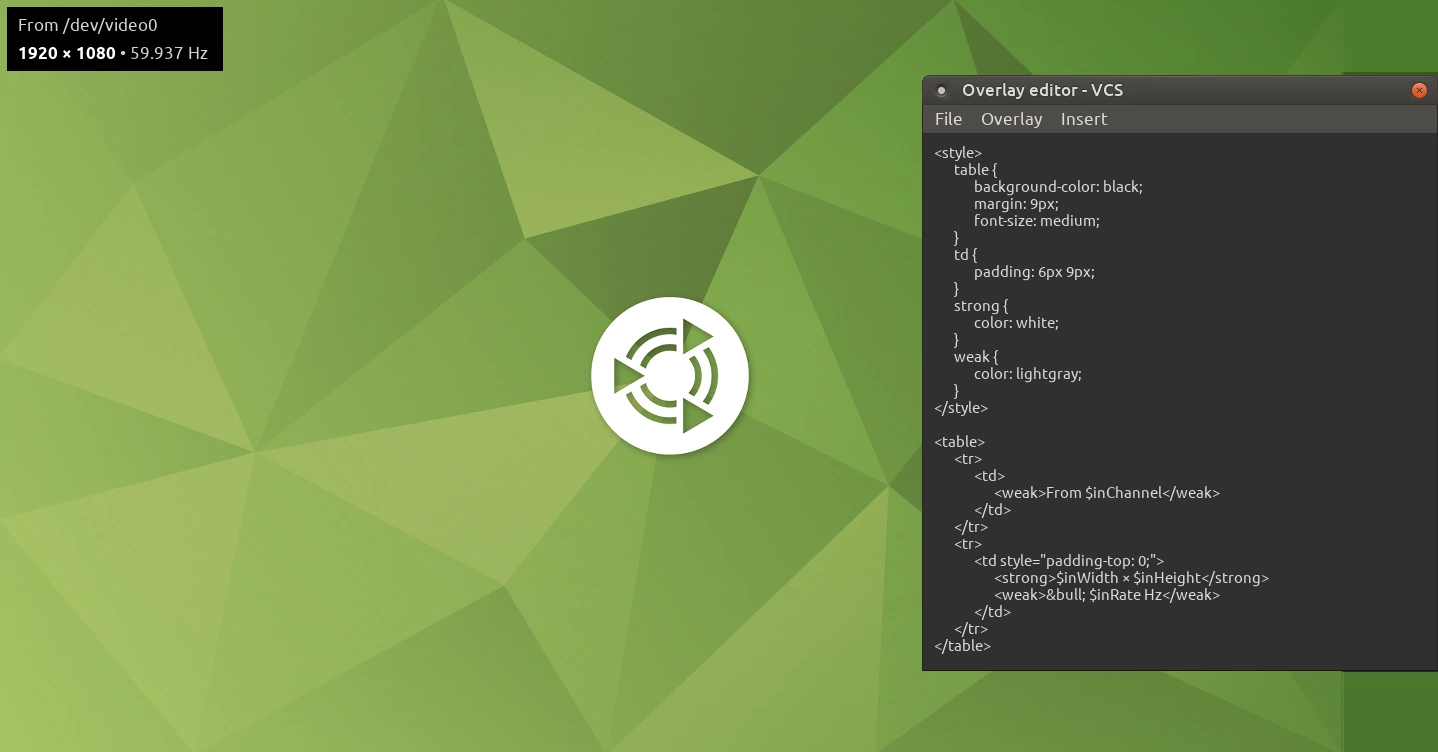 From /dev/video0
1920 × 1080 • 59.937 Hz
Overlay editor - VCS
File Overlay Insert
<style>
table {
background-color: black;
margin: 9px;
font-size: medium;
}
td {
padding: 6px 9px;
}
strong {
color: white;
}
weak {
color: lightgray;
}
</style>
<table>
<tr>
<td>
<weak>From $inChannel</weak>
</td>
</tr>
<tr>
<td style="padding-top: 0;">
<strong>$inWidth × $inHeight</strong>
<weak>&bull; $inRate Hz</weak>
</td>
</tr>
</table>